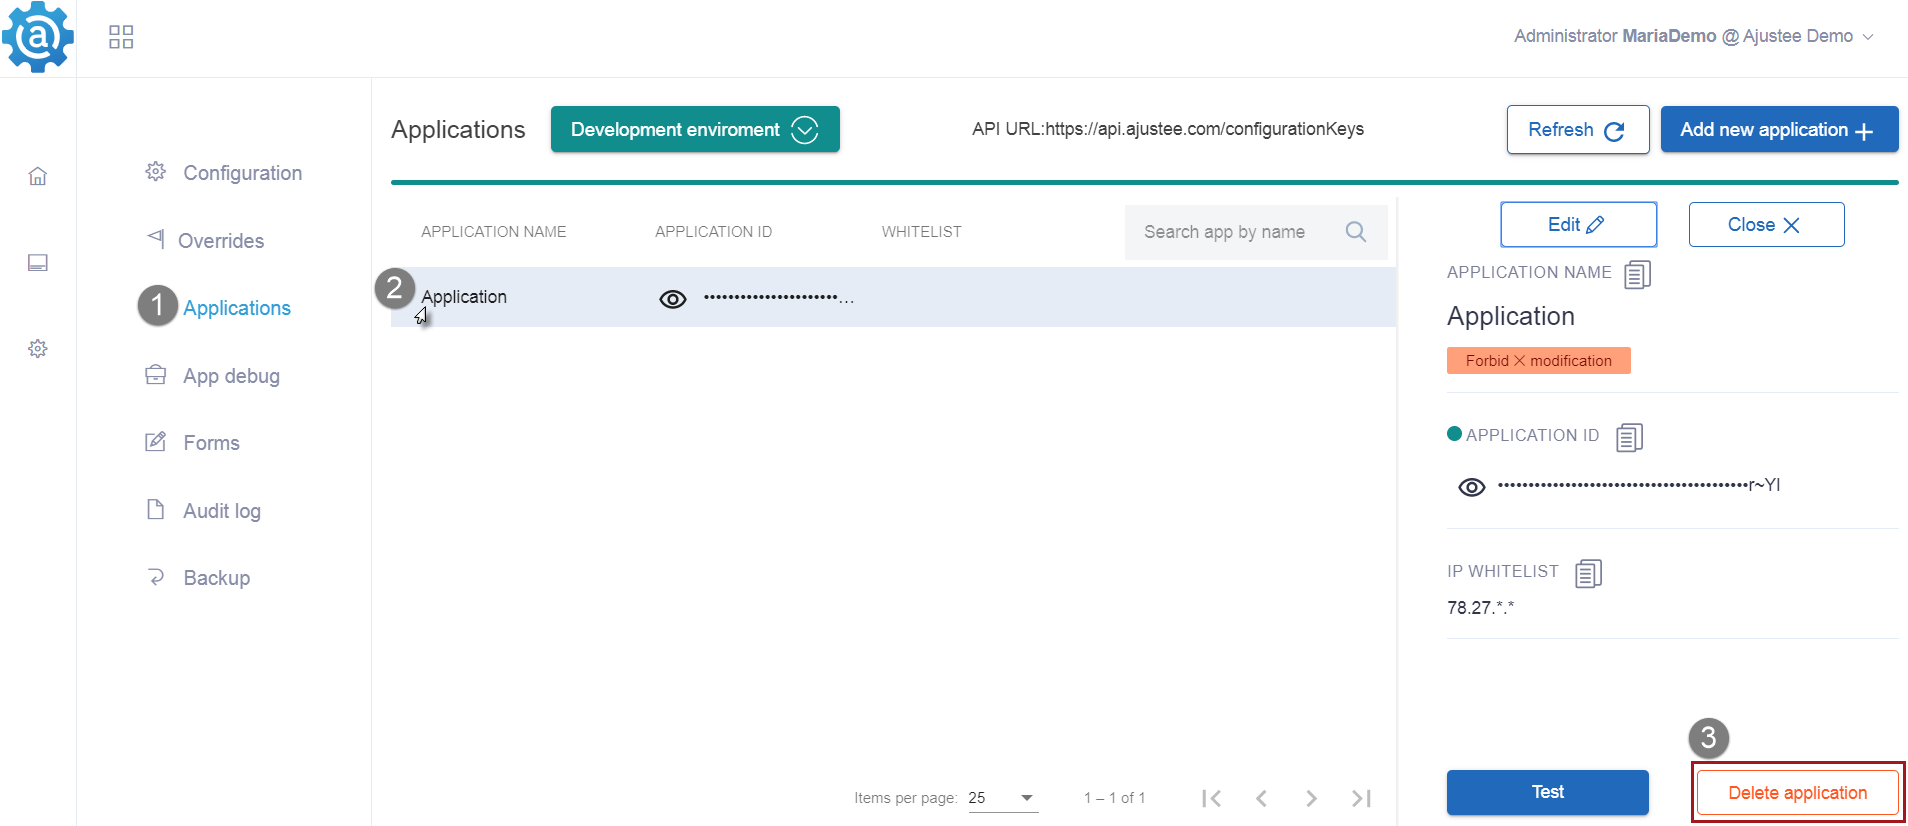 a
Administrator MariaDemo @ Ajustee Demo
Applications
Development enviroment
API URL:https://api.ajustee.com/configurationKeys
Refresh
Add new application
Configuration
Overrides
1 Applications
App debug
Forms
Audit log
Backup
APPLICATION NAME APPLICATION ID WHITELIST
Search app by name
2 Application ••••••••••••••••••••••...
Edit
Close
APPLICATION NAME
Application
Forbid × modification
APPLICATION ID
•••••••••••••••••••••••••••••••••••••••••r~YI
IP WHITELIST
78.27.*.*
3
Items per page: 25
1 – 1 of 1
Test
Delete application